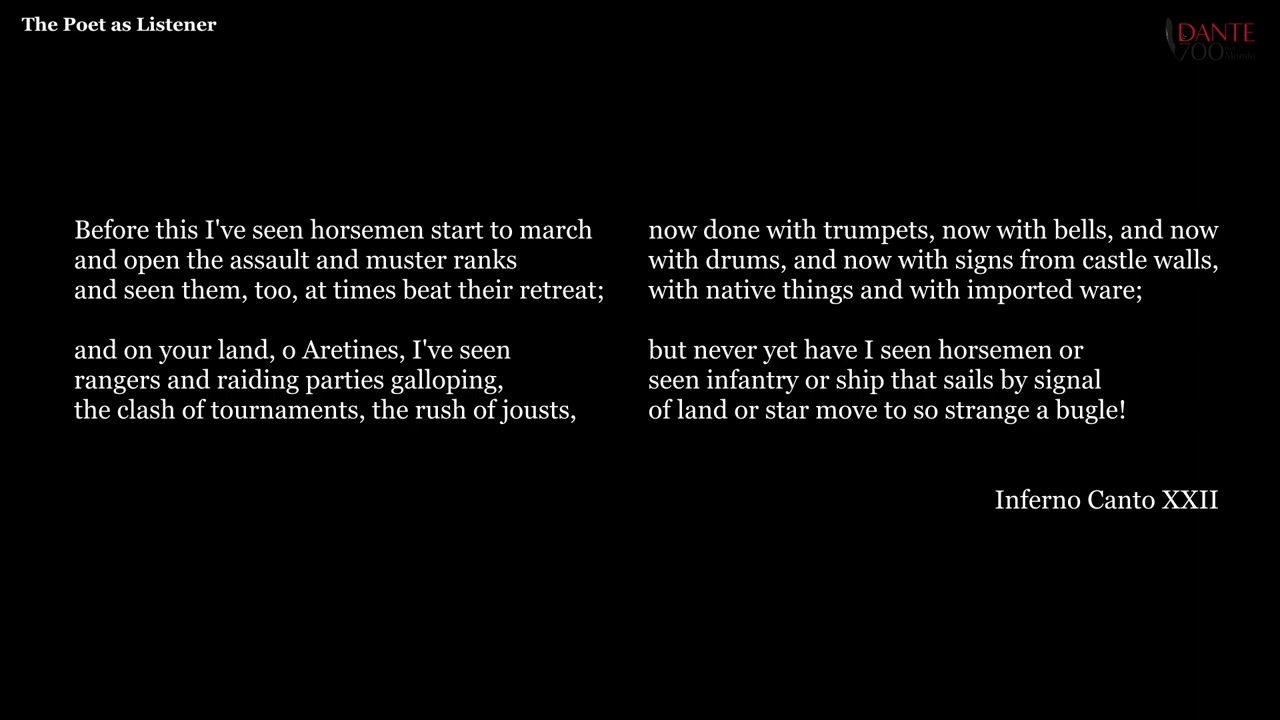 The Poet as Listener
DANTE
700
Before this I've seen horsemen start to march
and open the assault and muster ranks
and seen them, too, at times beat their retreat;
and on your land, o Aretines, I've seen
rangers and raiding parties galloping,
the clash of tournaments, the rush of jousts,
now done with trumpets, now with bells, and now
with drums, and now with signs from castle walls,
with native things and with imported ware;
but never yet have I seen horsemen or
seen infantry or ship that sails by signal
of land or star move to so strange a bugle!
Inferno Canto XXII